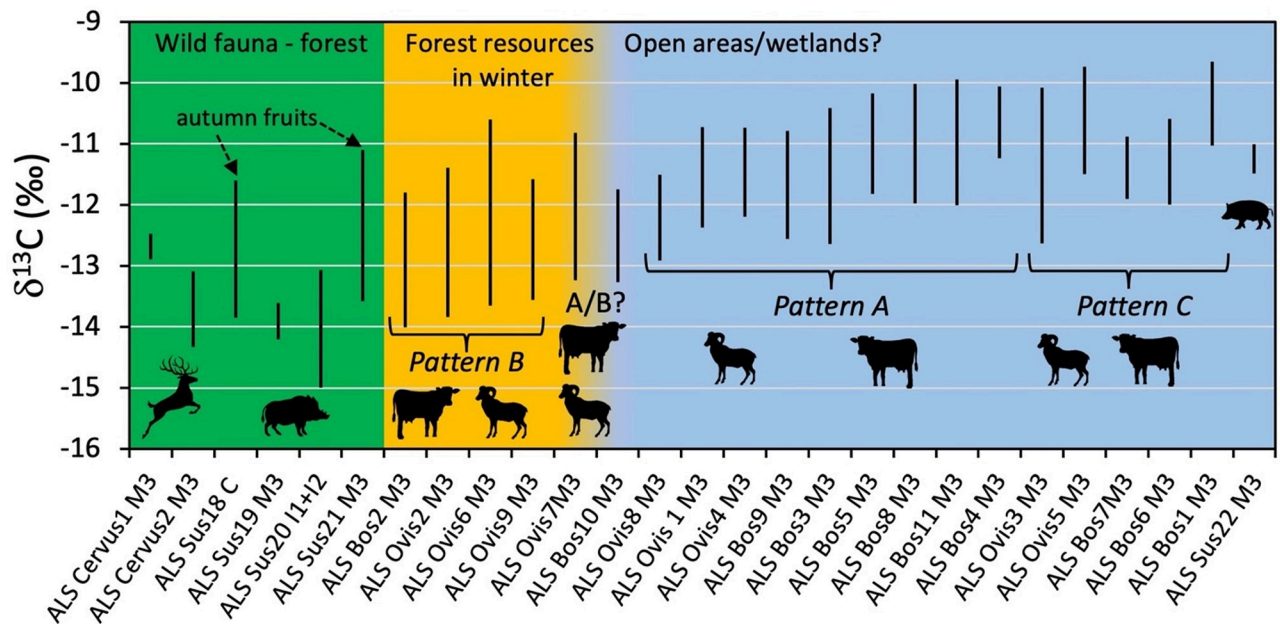 Wild fauna - forest
Forest resources
in winter
Open areas/wetlands?
autumn fruits
δ¹³C (‰)
-9
-10
-11
-12
-13
-14
-15
-16
A/B?
Pattern B
Pattern A
Pattern C
ALS Cervus1 M3
ALS Cervus2 M3
ALS Sus18 C
ALS Sus19 M3
ALS Sus20 I1+I2
ALS Sus21 M3
ALS Bos2 M3
ALS Ovis2 M3
ALS Ovis6 M3
ALS Ovis9 M3
ALS Ovis7M3
ALS Bos10 M3
ALS Ovis8 M3
ALS Ovis 1 M3
ALS Ovis4 M3
ALS Bos9 M3
ALS Bos3 M3
ALS Bos5 M3
ALS Bos8 M3
ALS Bos11 M3
ALS Bos4 M3
ALS Ovis3 M3
ALS Ovis5 M3
ALS Bos7M3
ALS Bos6 M3
ALS Bos1 M3
ALS Sus22 M3